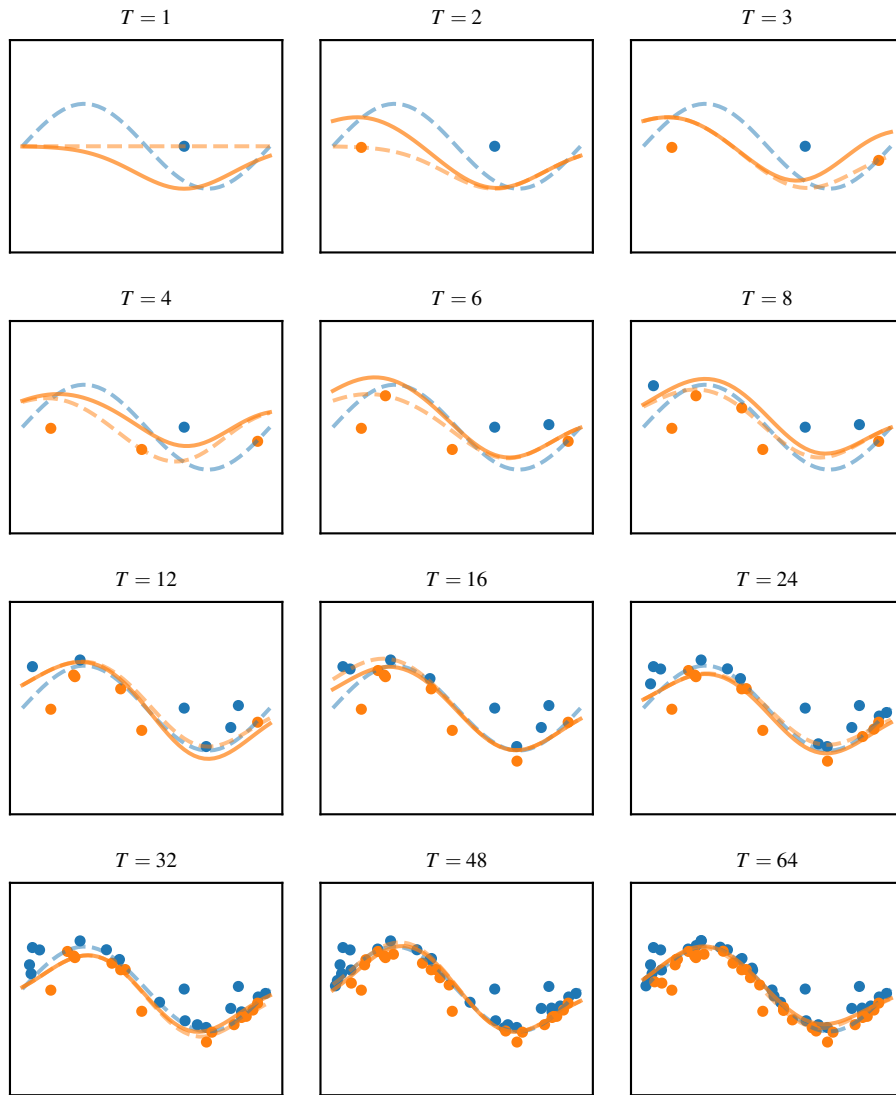 T = 1
T = 2
T = 3
T = 4
T = 6
T = 8
T = 12
T = 16
T = 24
T = 32
T = 48
T = 64